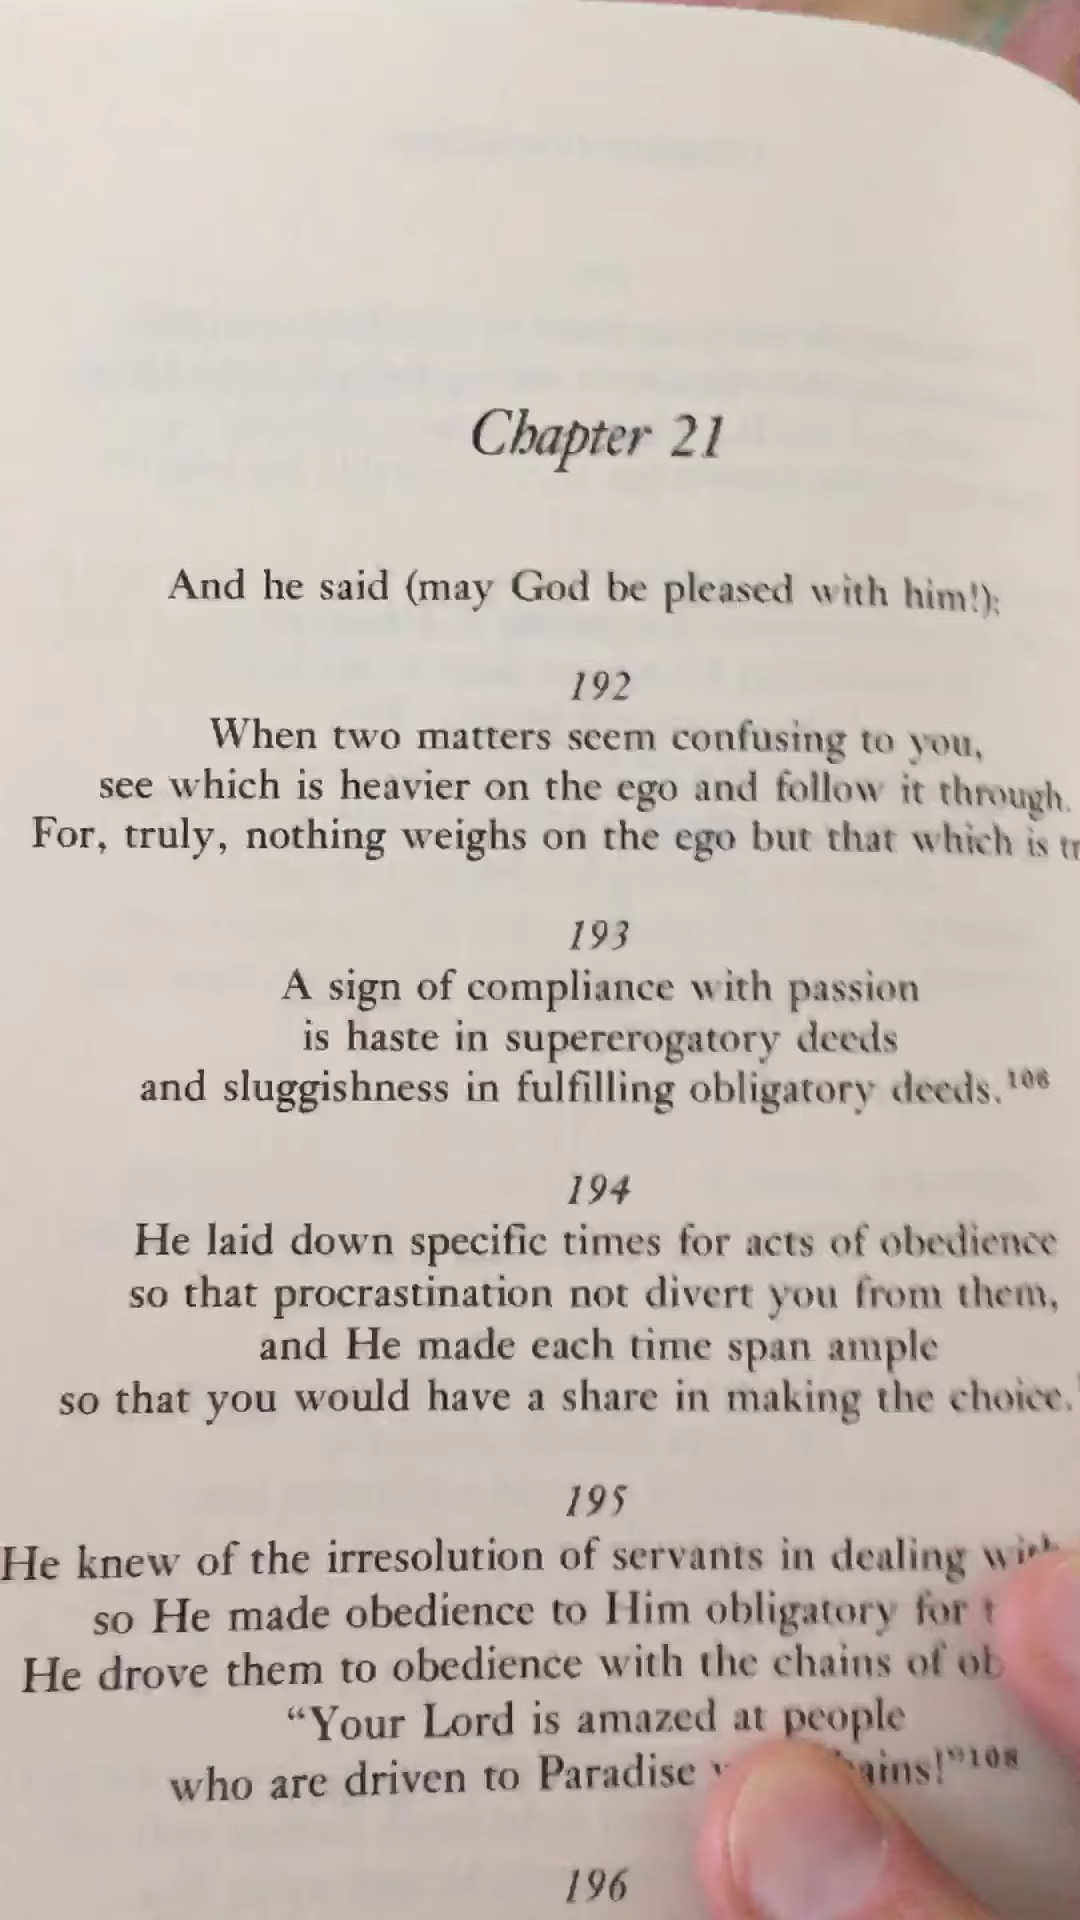 Chapter 21
And he said (may God be pleased with him!):
192
When two matters seem confusing to you,
see which is heavier on the ego and follow it through.
For, truly, nothing weighs on the ego but that which is
193
A sign of compliance with passion
is haste in supererogatory deeds
and sluggishness in fulfilling obligatory deeds.¹⁰⁶
194
He laid down specific times for acts of obedience
so that procrastination not divert you from them,
and He made each time span ample
so that you would have a share in making the choice.
195
He knew of the irresolution of servants in dealing
so He made obedience to Him obligatory for
He drove them to obedience with the chains of
"Your Lord is amazed at people
who are driven to Paradise
196